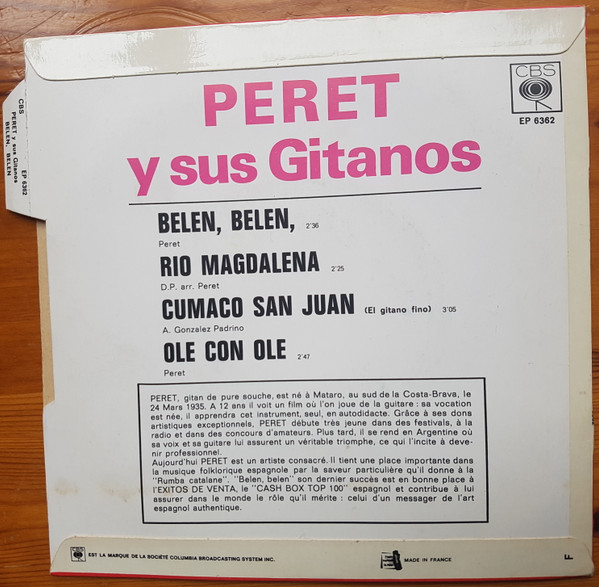 CBS
EP 6362
PERET
y sus Gitanos
CBS EP 6362
PERET y sus Gitanos
BELEN, BELEN
BELEN, BELEN, 2'36
Peret
RIO MAGDALENA 2'25
D.P. arr. Peret
CUMACO SAN JUAN (El gitano fino) 3'05
A. Gonzalez Padrino
OLE CON OLE 2'47
Peret
PERET, gitan de pure souche, est né à Mataro, au sud de la Costa-Brava, le
24 Mars 1935. A 12 ans il voit un film où l'on joue de la guitare : sa vocation
est née, il apprendra cet instrument, seul, en autodidacte. Grâce à ses dons
artistiques exceptionnels, PERET débute très jeune dans des festivals, à la
radio et dans des concours d'amateurs. Plus tard, il se rend en Argentine où
sa voix et sa guitare lui assurent un véritable triomphe, ce qui l'incite à deve-
nir professionnel.
Aujourd'hui PERET est un artiste consacré. Il tient une place importante dans
la musique folklorique espagnole par la saveur particulière qu'il donne à la
"Rumba catalane". "Belen, belen" son dernier succès est en bonne place à
l'EXITOS DE VENTA, le "CASH BOX TOP 100" espagnol et contribue à lui
assurer dans le monde le rôle qu'il mérite : celui d'un messager de l'art
espagnol authentique.
EST LA MARQUE DE LA SOCIÉTÉ COLUMBIA BROADCASTING SYSTEM INC.
MADE IN FRANCE
F